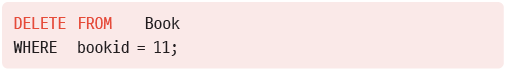 DELETE FROM Book
WHERE bookid = 11;